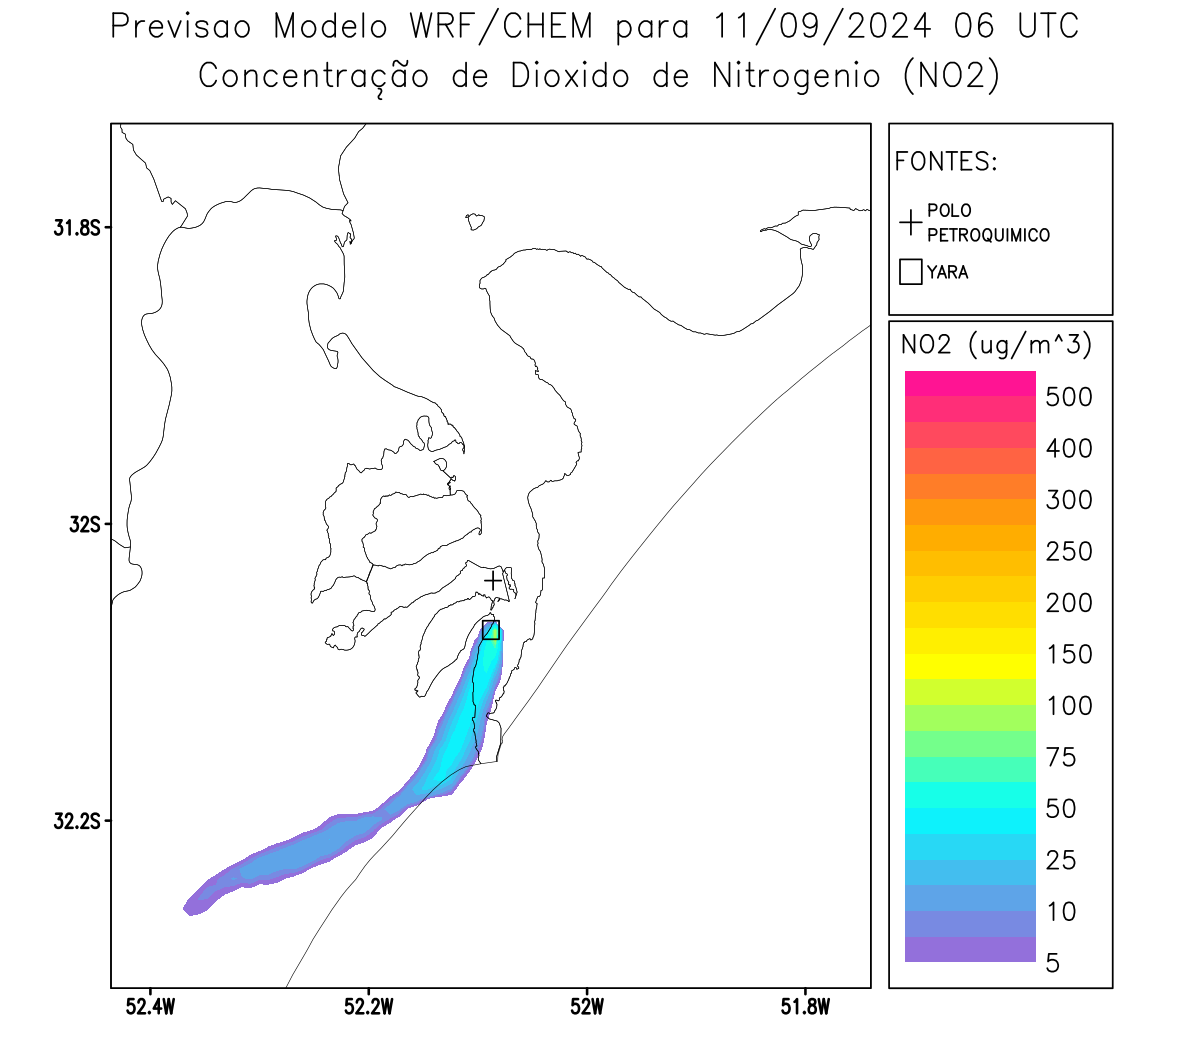 Previsao Modelo WRF/CHEM para 11/09/2024 06 UTC
Concentração de Dioxido de Nitrogenio (NO2)
FONTES:
POLO
PETROQUIMICO
YARA
NO2 (ug/m^3)
500
400
300
250
200
150
100
75
50
25
10
5
31.8S
32S
32.2S
52.4W
52.2W
52W
51.8W